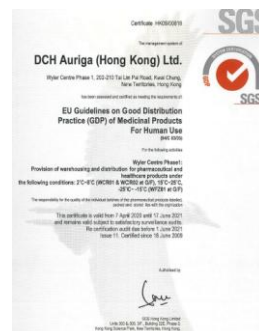 SGS
Certificate HK09/00819
The management system of
DCH Auriga (Hong Kong) Ltd.
Wyler Centre Phase 1, 202-210 Tai Lin Pai Road, Kwai Chung,
New Territories, Hong Kong
has been assessed and certified as meeting the requirements of
EU Guidelines on Good Distribution
Practice (GDP) of Medicinal Products
For Human Use
For the following activities
Wyler Centre Phase1:
Provision of warehousing and distribution for pharmaceutical and
healthcare products under
the following conditions: 2°C~8°C (WCR01 & WCR02 at G/F), 15°C~25°C,
-25°C~ -15°C (WFZ01 at G/F)
This certificate is valid from 7 April 2020 until 17 June 2021
and remains valid subject to satisfactory surveillance audits.
Re certification audit due before 1 June 2021
Issue 11. Certified since 18 June 2009
Authorised by
SGS Hong Kong Limited
SGS